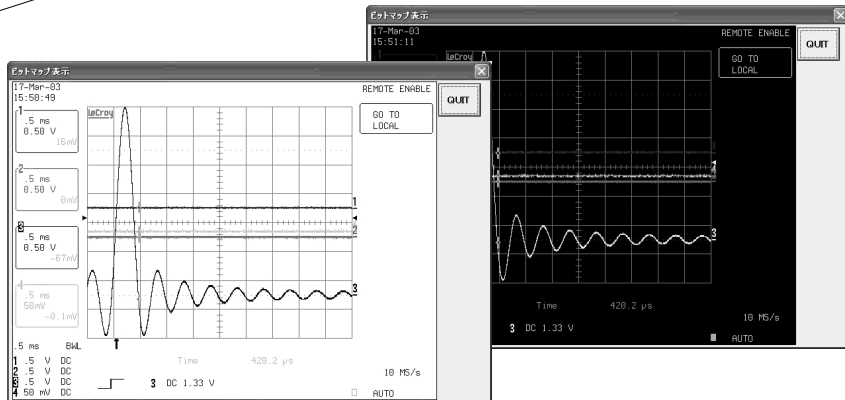 ビットマップ表示
17-Mar-03
15:51:11
LeCroy
REMOTE ENABLE
GO TO
LOCAL
QUIT
3
Time 420.2 µs
3 DC 1.33 V
10 MS/s
AUTO
ビットマップ表示
17-Mar-03
15:50:49
LeCroy
REMOTE ENABLE
GO TO
LOCAL
QUIT
1
.5 ms
0.50 V
16mV
2
.5 ms
0.50 V
0mV
3
.5 ms
0.50 V
-67mV
4
.5 ms
50mV
-0.1mV
1
2
3
.5 ms BWL
1 .5 V DC
2 .5 V DC
3 .5 V DC
4 50 mV DC
Time 420.2 µs
3 DC 1.33 V
10 MS/s
AUTO